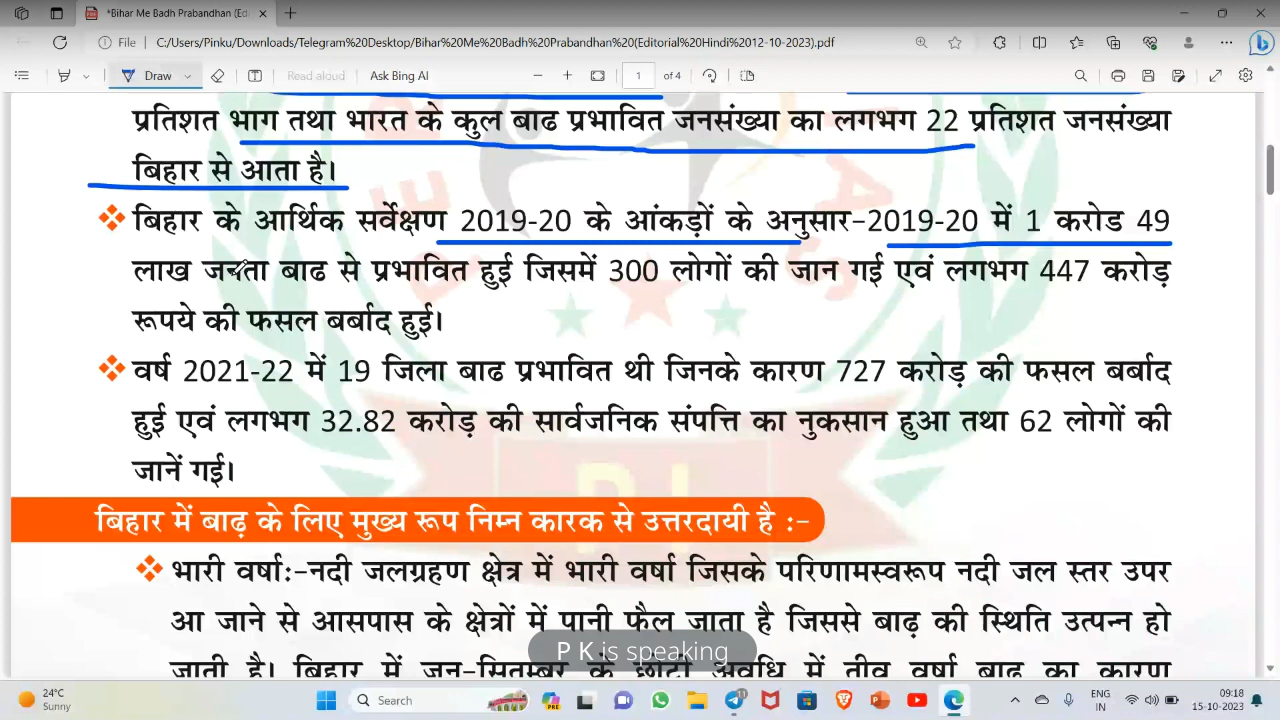 *Bihar Me Badh Prabandhan (Ed
File C:/Users/Pinku/Downloads/Telegram%20Desktop/Bihar%20Me%20Badh%20Prabandhan%20(Editorial%20Hindi%2012-10-2023).pdf
Draw Read aloud Ask Bing AI 1 of 4
प्रतिशत भाग तथा भारत के कुल बाढ प्रभावित जनसंख्या का लगभग 22 प्रतिशत जनसंख्या
बिहार से आता है।
बिहार के आर्थिक सर्वेक्षण 2019-20 के आंकड़ों के अनुसार-2019-20 में 1 करोड 49
लाख जनता बाढ से प्रभावित हुई जिसमें 300 लोगों की जान गई एवं लगभग 447 करोड़
रूपये की फसल बर्बाद हुई।
वर्ष 2021-22 में 19 जिला बाढ प्रभावित थी जिनके कारण 727 करोड़ की फसल बर्बाद
हुई एवं लगभग 32.82 करोड़ की सार्वजनिक संपत्ति का नुकसान हुआ तथा 62 लोगों की
जानें गई।
बिहार में बाढ़ के लिए मुख्य रूप निम्न कारक से उत्तरदायी है :-
भारी वर्षाः-नदी जलग्रहण क्षेत्र में भारी वर्षा जिसके परिणामस्वरूप नदी जल स्तर उपर
आ जाने से आसपास के क्षेत्रों में पानी फैल जाता है जिससे बाढ़ की स्थिति उत्पन्न हो
जाती है। बिहार में जून-सितम्बर के छोटी अवधि में तीव्र वर्षा बाढ़ का कारण
P K is speaking
24°C
Sunny
Search
ENG
IN
09:18
15-10-2023